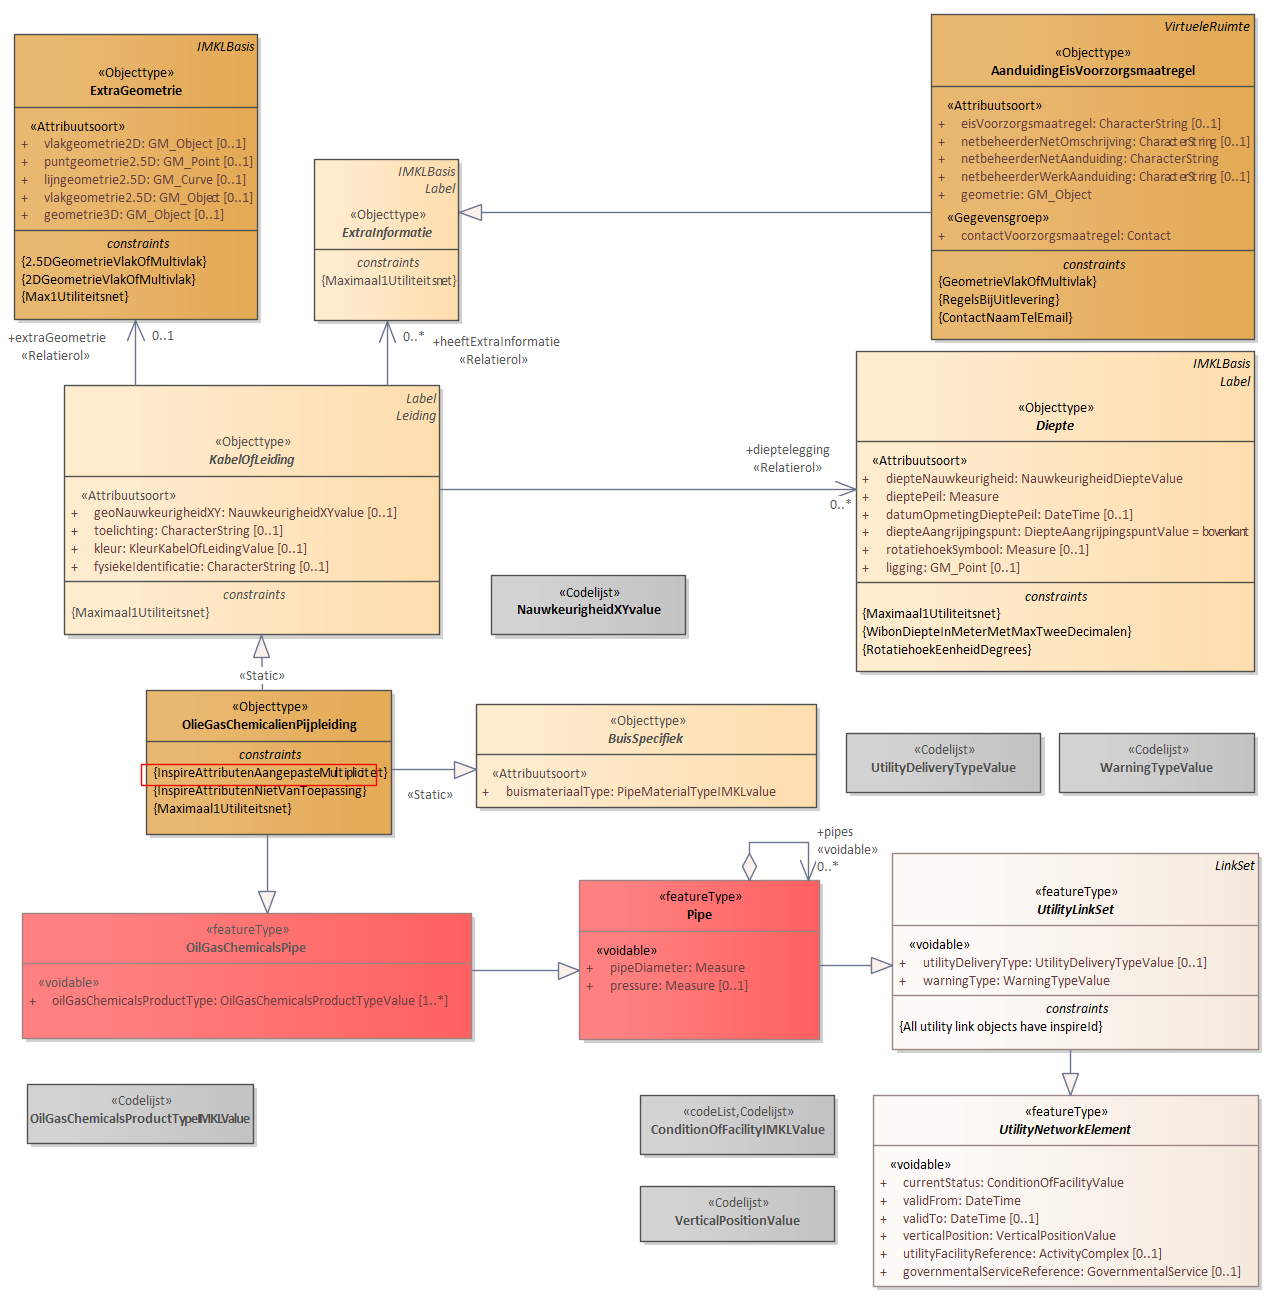 IMKLBasis
«Objecttype»
ExtraGeometrie
«Attribuutsoort»
+ vlakgeometrie2D: GM_Object [0..1]
+ puntgeometrie2.5D: GM_Point [0..1]
+ lijngeometrie2.5D: GM_Curve [0..1]
+ vlakgeometrie2.5D: GM_Object [0..1]
+ geometrie3D: GM_Object [0..1]
constraints
{2.5DGeometrieVlakOfMultivlak}
{2DGeometrieVlakOfMultivlak}
{Max1Utiliteitsnet}
IMKLBasis
Label
«Objecttype»
ExtraInformatie
constraints
{Maximaal1Utiliteitsnet}
VirtueleRuimte
«Objecttype»
AanduidingEisVoorzorgsmaatregel
«Attribuutsoort»
+ eisVoorzorgsmaatregel: CharacterString [0..1]
+ netbeheerderNetOmschrijving: CharacterString [0..1]
+ netbeheerderNetAanduiding: CharacterString
+ netbeheerderWerkAanduiding: CharacterString [0..1]
+ geometrie: GM_Object
«Gegevensgroep»
+ contactVoorzorgsmaatregel: Contact
constraints
{GeometrieVlakOfMultivlak}
{RegelsBijUitlevering}
{ContactNaamTelEmail}
+extraGeometrie
«Relatierol»
0..1
0..*
+heeftExtraInformatie
«Relatierol»
Label
Leiding
«Objecttype»
KabelOfLeiding
«Attribuutsoort»
+ geoNauwkeurigheidXY: NauwkeurigheidXYvalue [0..1]
+ toelichting: CharacterString [0..1]
+ kleur: KleurKabelOfLeidingValue [0..1]
+ fysiekeIdentificatie: CharacterString [0..1]
constraints
{Maximaal1Utiliteitsnet}
+dieptelegging
«Relatierol»
0..*
IMKLBasis
Label
«Objecttype»
Diepte
«Attribuutsoort»
+ diepteNauwkeurigheid: NauwkeurigheidDiepteValue
+ dieptePeil: Measure
+ datumOpmetingDieptePeil: DateTime [0..1]
+ diepteAangrijpingspunt: DiepteAangrijpingspuntValue = bovenkant
+ rotatiehoekSymbool: Measure [0..1]
+ ligging: GM_Point [0..1]
constraints
{Maximaal1Utiliteitsnet}
{WibonDiepteInMeterMetMaxTweeDecimalen}
{RotatiehoekEenheidDegrees}
«Codelijst»
NauwkeurigheidXYvalue
«Static»
«Objecttype»
OlieGasChemicalienPijpleiding
constraints
{InspireAttributenAangepasteMultipliciteit}
{InspireAttributenNietVanToepassing}
{Maximaal1Utiliteitsnet}
«Static»
«Objecttype»
BuisSpecifiek
«Attribuutsoort»
+ buismateriaalType: PipeMaterialTypeIMKLvalue
«Codelijst»
UtilityDeliveryTypeValue
«Codelijst»
WarningTypeValue
+pipes
«voidable»
0..*
«featureType»
OilGasChemicalsPipe
«voidable»
+ oilGasChemicalsProductType: OilGasChemicalsProductTypeValue [1..*]
«featureType»
Pipe
«voidable»
+ pipeDiameter: Measure
+ pressure: Measure [0..1]
LinkSet
«featureType»
UtilityLinkSet
«voidable»
+ utilityDeliveryType: UtilityDeliveryTypeValue [0..1]
+ warningType: WarningTypeValue
constraints
{All utility link objects have inspireId}
«Codelijst»
OilGasChemicalsProductTypeIMKLValue
«codeList,Codelijst»
ConditionOfFacilityIMKLValue
«Codelijst»
VerticalPositionValue
«featureType»
UtilityNetworkElement
«voidable»
+ currentStatus: ConditionOfFacilityValue
+ validFrom: DateTime
+ validTo: DateTime [0..1]
+ verticalPosition: VerticalPositionValue
+ utilityFacilityReference: ActivityComplex [0..1]
+ governmentalServiceReference: GovernmentalService [0..1]